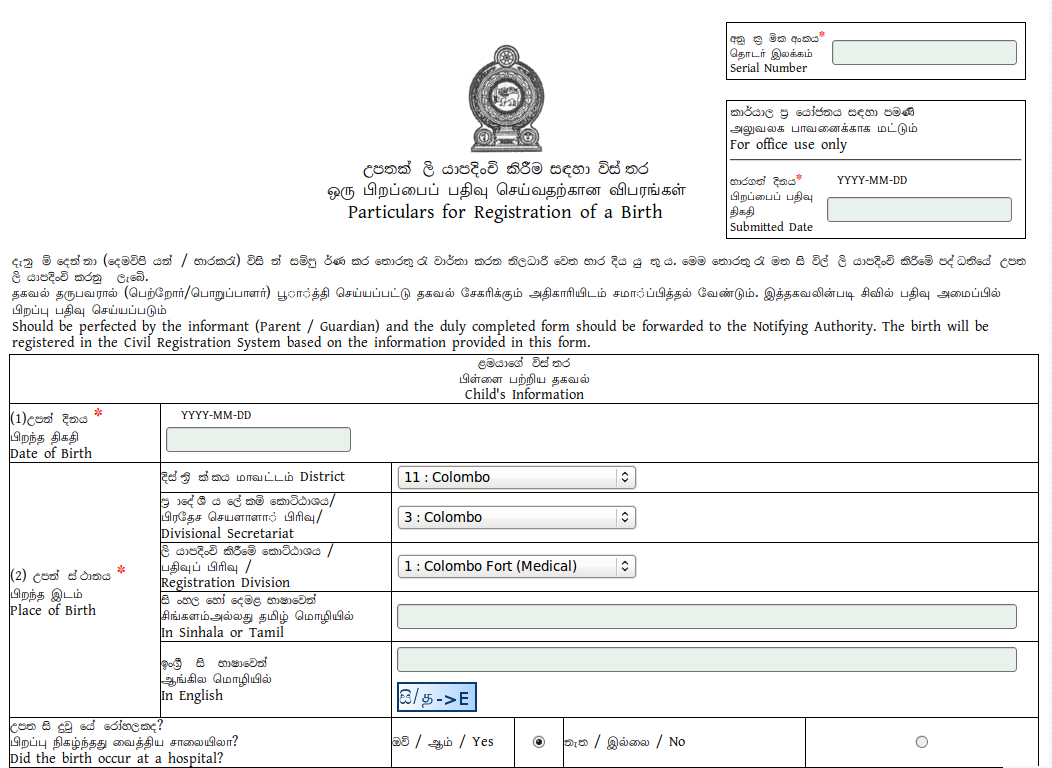 අනු ක්‍ර මික අංකය*
தொடர் இலக்கம்
Serial Number
කාර්යාල ප්‍ර යෝජනය සඳහා පමණි
அலுவலக பாவனைக்காக மட்டும்
For office use only
භාරගත් දිනය*
YYYY-MM-DD
பிறப்பைப் பதிவு
திகதி
Submitted Date
උපතක් ලි යාපදිංචි කිරීම සඳහා විස් තර
ஒரு பிறப்பைப் பதிவு செய்வதற்கான விபரங்கள்
Particulars for Registration of a Birth
දැනු ම් දෙන් නා (දෙමව්පි යන් / භාරකරු) විසි න් සම්පු ර්ණ කර තොරතු රු වාර්තා කරන නිලධාරී වෙත භාර දිය යු තු ය. මෙම තොරතු රු මත සි විල් ලි යාපදිංචි කිරීමේ පද් ධතියේ උපත
ලි යාපදිංචි කරනු ලැබේ.
தகவல் தருபவரால் (பெற்றோர்/பொறுப்பாளர்) பூா்த்தி செய்யப்பட்டு தகவல் சேகரிக்கும் அதிகாரியிடம் சமா்ப்பித்தல் வேண்டும். இத்தகவலின்படி சிவில் பதிவு அமைப்பில்
பிறப்பு பதிவு செய்யப்படும்
Should be perfected by the informant (Parent / Guardian) and the duly completed form should be forwarded to the Notifying Authority. The birth will be
registered in the Civil Registration System based on the information provided in this form.
ළමයාගේ විස් තර
பிள்ளை பற்றிய தகவல்
Child's Information
(1)උපන් දිනය *
பிறந்த திகதி
Date of Birth
YYYY-MM-DD
(2) උපන් ස් ථානය *
பிறந்த இடம்
Place of Birth
දිස් ත්‍රි ක් කය மாவட்டம் District
11 : Colombo
ප්‍ර ාදේ ශී ය ලේ කම් කොට්ඨාශය/
பிரதேச செயளாளா் பிரிவு/
Divisional Secretariat
3 : Colombo
ලි යාපදිංචි කිරීමේ කොට්ඨාශය /
பதிவுப் பிரிவு /
Registration Division
1 : Colombo Fort (Medical)
සි ංහල හෝ දෙමළ භාෂාවෙන්
சிங்களம்அல்லது தமிழ் மொழியில்
In Sinhala or Tamil
ඉංග්‍රී සි භාෂාවෙන්
ஆங்கில மொழியில்
In English
සි/த->E
උපත සි දුවු යේ රෝහලකද?
பிறப்பு நிகழ்ந்தது வைத்திய சாலையிலா?
Did the birth occur at a hospital?
ඔව් / ஆம் / Yes
නැත / இல்லை / No